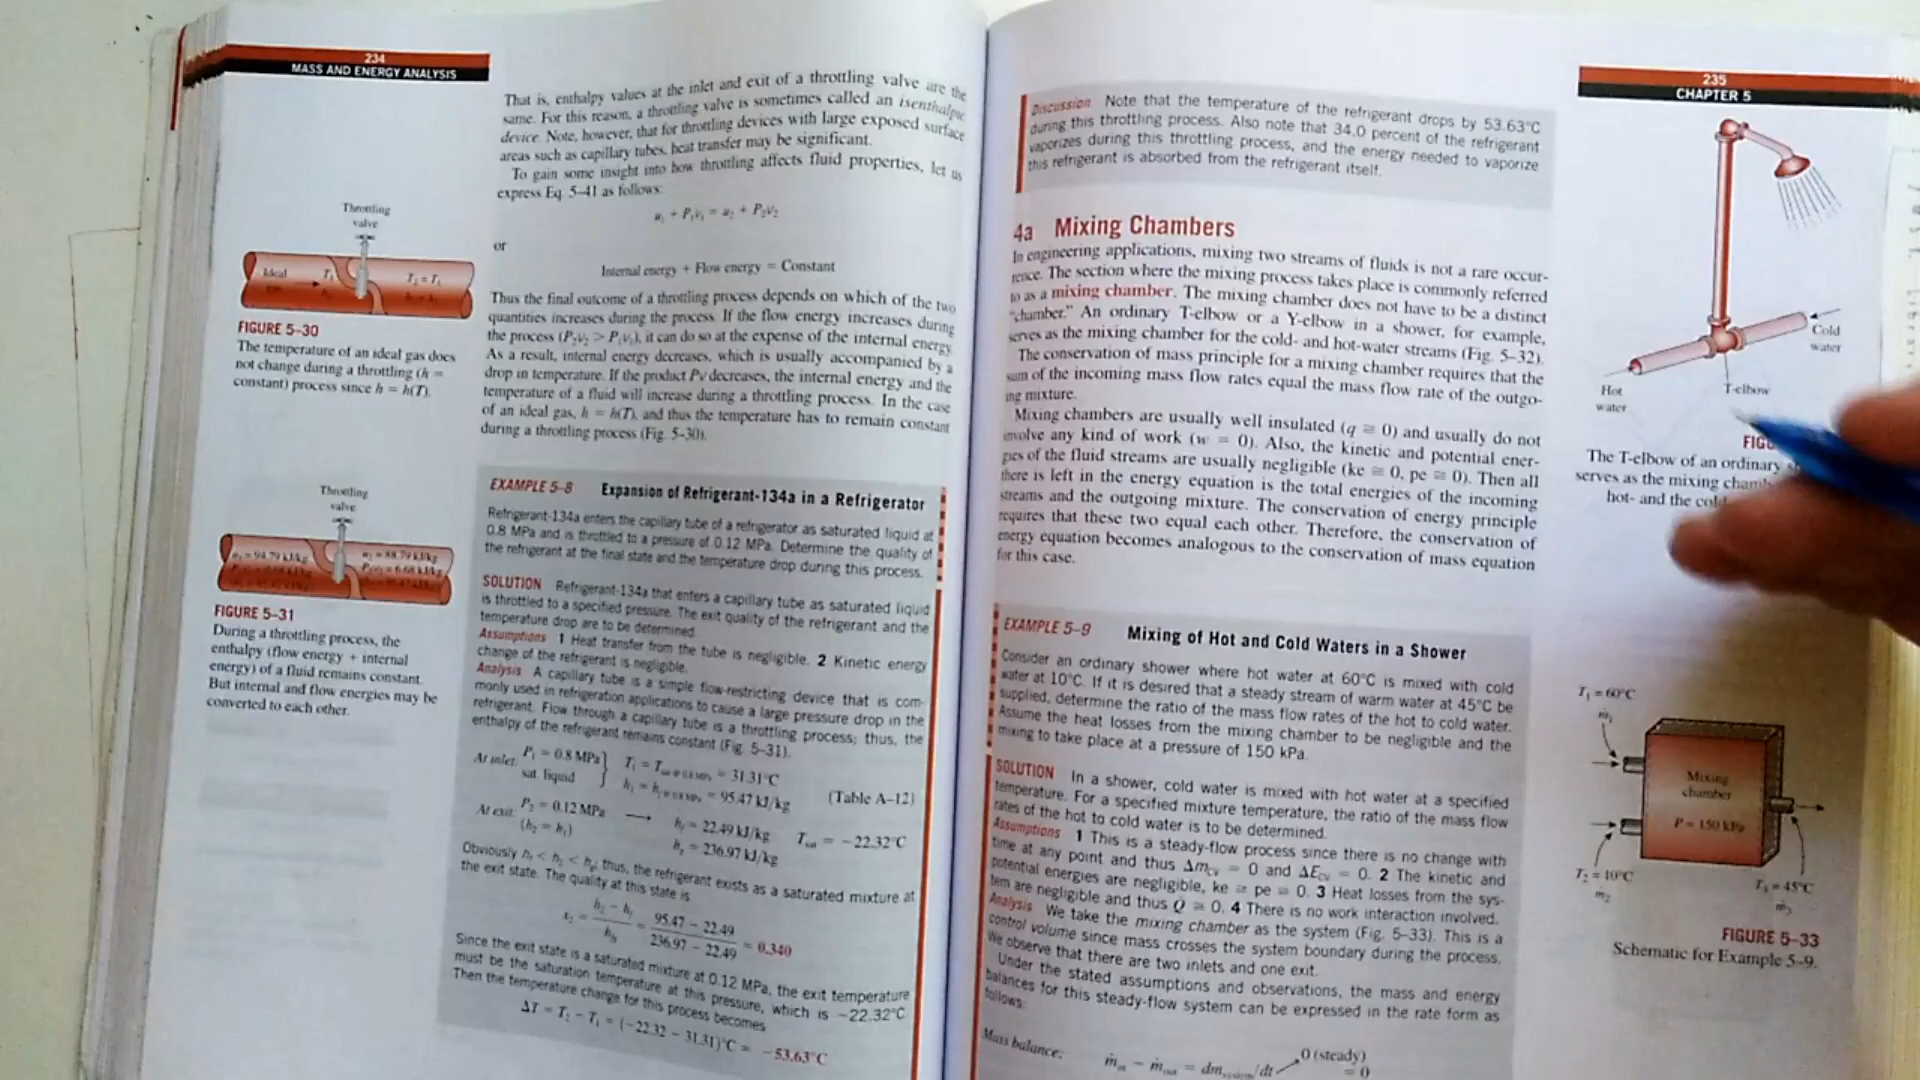 234
MASS AND ENERGY ANALYSIS
That is, enthalpy values at the inlet and exit of a throttling valve are the
same. For this reason, a throttling valve is sometimes called an isenthalpic
device. Note, however, that for throttling devices with large exposed surface
areas such as capillary tubes, heat transfer may be significant.
To gain some insight into how throttling affects fluid properties, let us
express Eq. 5–41 as follows:
u₁ + P₁v₁ = u₂ + P₂v₂
or
Internal energy + Flow energy = Constant
Thus the final outcome of a throttling process depends on which of the two
quantities increases during the process. If the flow energy increases during
the process (P₂v₂ > P₁v₁), it can do so at the expense of the internal energy.
As a result, internal energy decreases, which is usually accompanied by a
drop in temperature. If the product Pv decreases, the internal energy and the
temperature of a fluid will increase during a throttling process. In the case
of an ideal gas, h = h(T), and thus the temperature has to remain constant
during a throttling process (Fig. 5–30).
Throttling
valve
Ideal
gas
T₁
h₁
T₂ = T₁
h₂ = h₁
FIGURE 5–30
The temperature of an ideal gas does
not change during a throttling (h =
constant) process since h = h(T).
Throttling
valve
u₁ = 94.79 kJ/kg
u₂ = 88.79 kJ/kg
P₂v₂ = 6.68 kJ/kg
FIGURE 5–31
During a throttling process, the
enthalpy (flow energy + internal
energy) of a fluid remains constant.
But internal and flow energies may be
converted to each other.
EXAMPLE 5–8 Expansion of Refrigerant-134a in a Refrigerator
Refrigerant-134a enters the capillary tube of a refrigerator as saturated liquid at
0.8 MPa and is throttled to a pressure of 0.12 MPa. Determine the quality of
the refrigerant at the final state and the temperature drop during this process.
SOLUTION Refrigerant-134a that enters a capillary tube as saturated liquid
is throttled to a specified pressure. The exit quality of the refrigerant and the
temperature drop are to be determined.
Assumptions 1 Heat transfer from the tube is negligible. 2 Kinetic energy
change of the refrigerant is negligible.
Analysis A capillary tube is a simple flow-restricting device that is com-
monly used in refrigeration applications to cause a large pressure drop in the
refrigerant. Flow through a capillary tube is a throttling process; thus, the
enthalpy of the refrigerant remains constant (Fig. 5–31).
At inlet: P₁ = 0.8 MPa } T₁ = Tsat @ 0.8 MPa = 31.31°C
sat. liquid h₁ = hf @ 0.8 MPa = 95.47 kJ/kg (Table A–12)
At exit: P₂ = 0.12 MPa ⟶ hf = 22.49 kJ/kg Tsat = −22.32°C
(h₂ = h₁) hg = 236.97 kJ/kg
Obviously hf < h₂ < hg; thus, the refrigerant exists as a saturated mixture at
the exit state. The quality at this state is
x₂ = (h₂ − hf)/hfg = (95.47 − 22.49)/(236.97 − 22.49) = 0.340
Since the exit state is a saturated mixture at 0.12 MPa, the exit temperature
must be the saturation temperature at this pressure, which is −22.32°C.
Then the temperature change for this process becomes
ΔT = T₂ − T₁ = (−22.32 − 31.31)°C = −53.63°C
235
CHAPTER 5
Discussion Note that the temperature of the refrigerant drops by 53.63°C
during this throttling process. Also note that 34.0 percent of the refrigerant
vaporizes during this throttling process, and the energy needed to vaporize
this refrigerant is absorbed from the refrigerant itself.
4a Mixing Chambers
In engineering applications, mixing two streams of fluids is not a rare occur-
rence. The section where the mixing process takes place is commonly referred
to as a mixing chamber. The mixing chamber does not have to be a distinct
"chamber." An ordinary T-elbow or a Y-elbow in a shower, for example,
serves as the mixing chamber for the cold- and hot-water streams (Fig. 5–32).
The conservation of mass principle for a mixing chamber requires that the
sum of the incoming mass flow rates equal the mass flow rate of the outgo-
ing mixture.
Mixing chambers are usually well insulated (q ≅ 0) and usually do not
involve any kind of work (w = 0). Also, the kinetic and potential ener-
gies of the fluid streams are usually negligible (ke ≅ 0, pe ≅ 0). Then all
there is left in the energy equation is the total energies of the incoming
streams and the outgoing mixture. The conservation of energy principle
requires that these two equal each other. Therefore, the conservation of
energy equation becomes analogous to the conservation of mass equation
for this case.
Cold
water
Hot
water
T-elbow
FIGU
The T-elbow of an ordinary
serves as the mixing chamb
hot- and the cold
EXAMPLE 5–9 Mixing of Hot and Cold Waters in a Shower
Consider an ordinary shower where hot water at 60°C is mixed with cold
water at 10°C. If it is desired that a steady stream of warm water at 45°C be
supplied, determine the ratio of the mass flow rates of the hot to cold water.
Assume the heat losses from the mixing chamber to be negligible and the
mixing to take place at a pressure of 150 kPa.
SOLUTION In a shower, cold water is mixed with hot water at a specified
temperature. For a specified mixture temperature, the ratio of the mass flow
rates of the hot to cold water is to be determined.
Assumptions 1 This is a steady-flow process since there is no change with
time at any point and thus ΔmCV = 0 and ΔECV = 0. 2 The kinetic and
potential energies are negligible, ke ≅ pe ≅ 0. 3 Heat losses from the sys-
tem are negligible and thus Q̇ ≅ 0. 4 There is no work interaction involved.
Analysis We take the mixing chamber as the system (Fig. 5–33). This is a
control volume since mass crosses the system boundary during the process.
We observe that there are two inlets and one exit.
Under the stated assumptions and observations, the mass and energy
balances for this steady-flow system can be expressed in the rate form as
follows:
Mass balance: ṁin − ṁout = dmsystem/dt ↗0 (steady) = 0
T₁ = 60°C
ṁ₁
Mixing
chamber
P = 150 kPa
T₂ = 10°C
ṁ₂
T₃ = 45°C
ṁ₃
FIGURE 5–33
Schematic for Example 5–9.